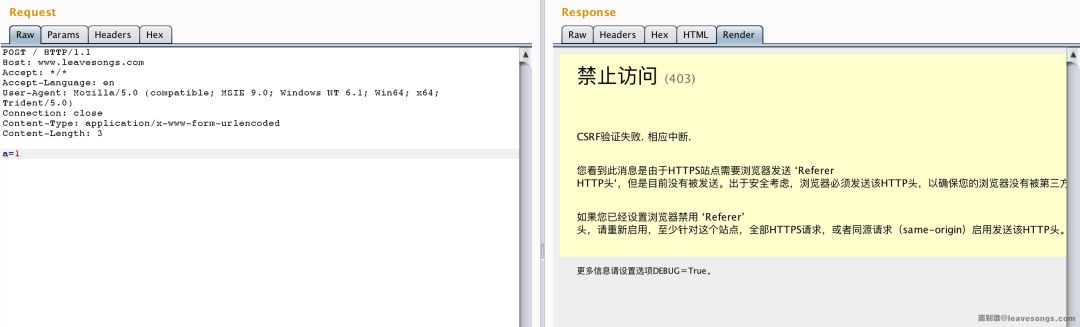 Request
Raw Params Headers Hex
POST / HTTP/1.1
Host: www.leavesongs.com
Accept: */*
Accept-Language: en
User-Agent: Mozilla/5.0 (compatible; MSIE 9.0; Windows NT 6.1; Win64; x64;
Trident/5.0)
Connection: close
Content-Type: application/x-www-form-urlencoded
Content-Length: 3
a=1
Response
Raw Headers Hex HTML Render
禁止访问 (403)
CSRF验证失败. 相应中断.
您看到此消息是由于HTTPS站点需要浏览器发送 ‘Referer
HTTP头’，但是目前没有被发送。出于安全考虑，浏览器必须发送该HTTP头，以确保您的浏览器没有被第三方
如果您已经设置浏览器禁用 ‘Referer’
头，请重新启用，至少针对这个站点，全部HTTPS请求，或者同源请求（same-origin）启用发送该HTTP头。
更多信息请设置选项DEBUG=True。
离别歌@leavesongs.com